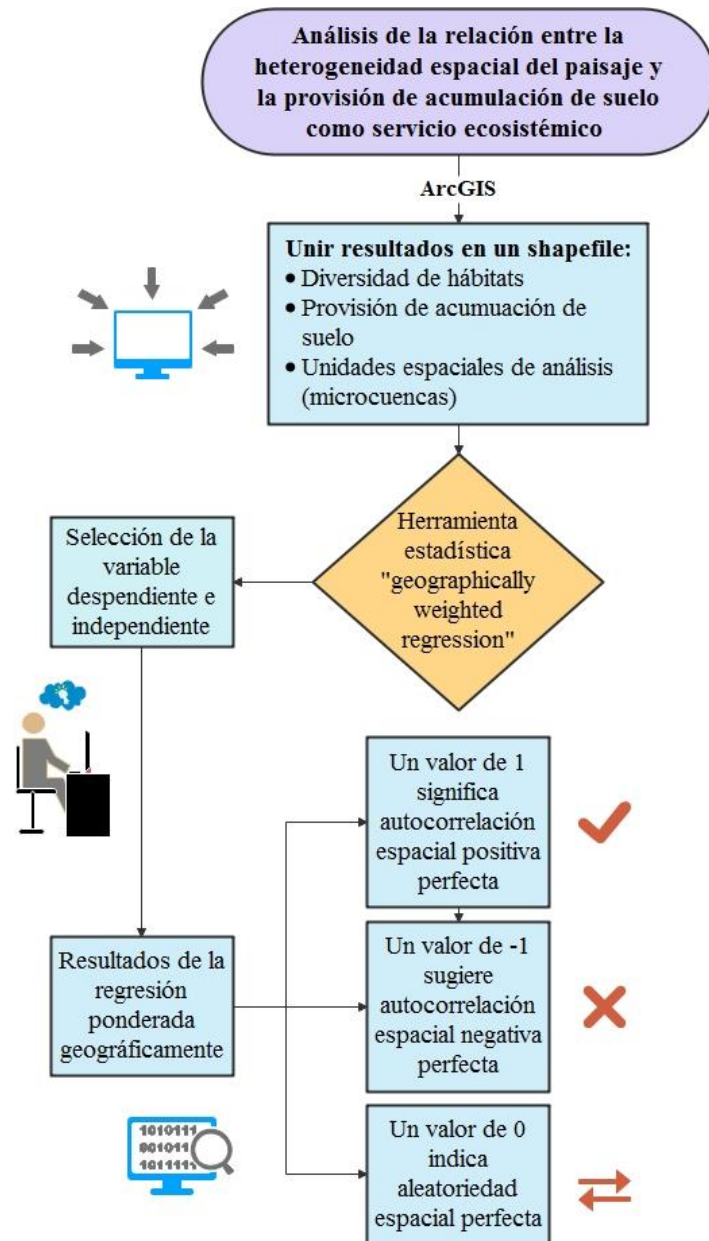 Análisis de la relación entre la
heterogeneidad espacial del paisaje y
la provisión de acumulación de suelo
como servicio ecosistémico
ArcGIS
Unir resultados en un shapefile:
• Diversidad de hábitats
• Provisión de acumuación de
suelo
• Unidades espaciales de análisis
(microcuencas)
Herramienta
estadística
"geographically
weighted
regression"
Selección de la
variable
despendiente e
independiente
Un valor de 1
significa
autocorrelación
espacial positiva
perfecta
Resultados de la
regresión
ponderada
geográficamente
Un valor de -1
sugiere
autocorrelación
espacial negativa
perfecta
Un valor de 0
indica
aleatoriedad
espacial perfecta
1010111